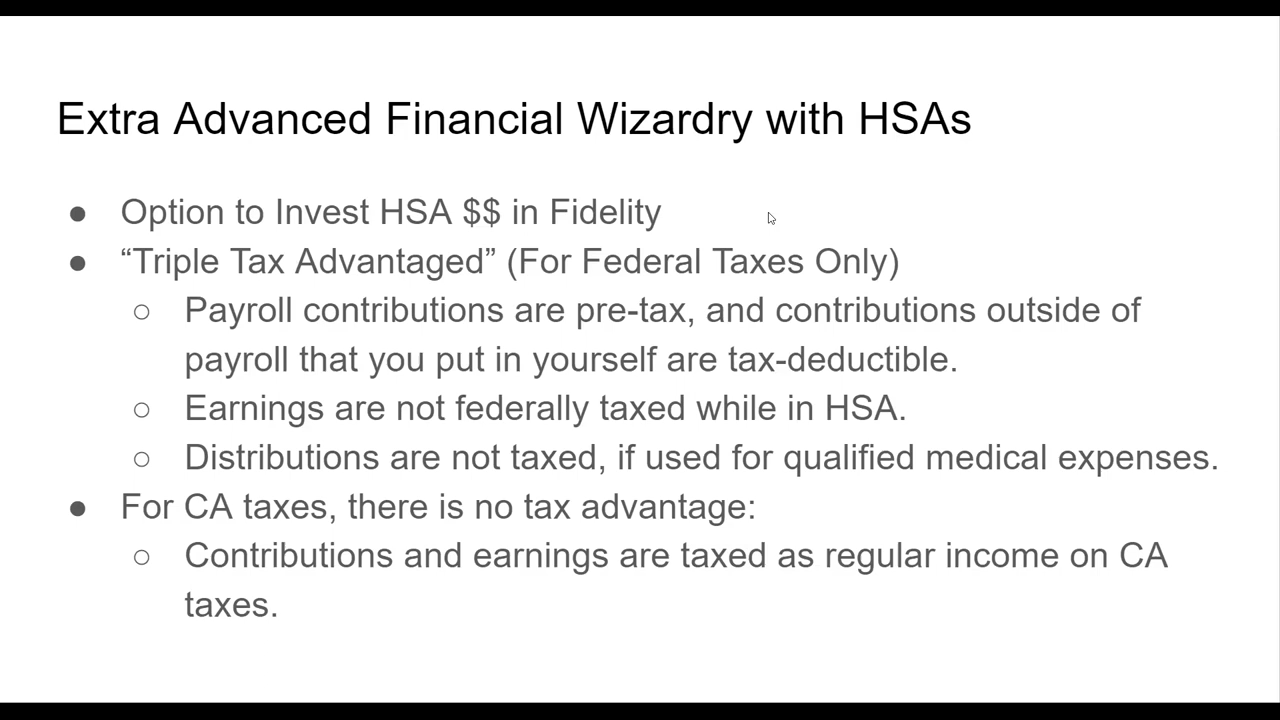 Extra Advanced Financial Wizardry with HSAs
● Option to Invest HSA $$ in Fidelity
● “Triple Tax Advantaged” (For Federal Taxes Only)
○ Payroll contributions are pre-tax, and contributions outside of
payroll that you put in yourself are tax-deductible.
○ Earnings are not federally taxed while in HSA.
○ Distributions are not taxed, if used for qualified medical expenses.
● For CA taxes, there is no tax advantage:
○ Contributions and earnings are taxed as regular income on CA
taxes.